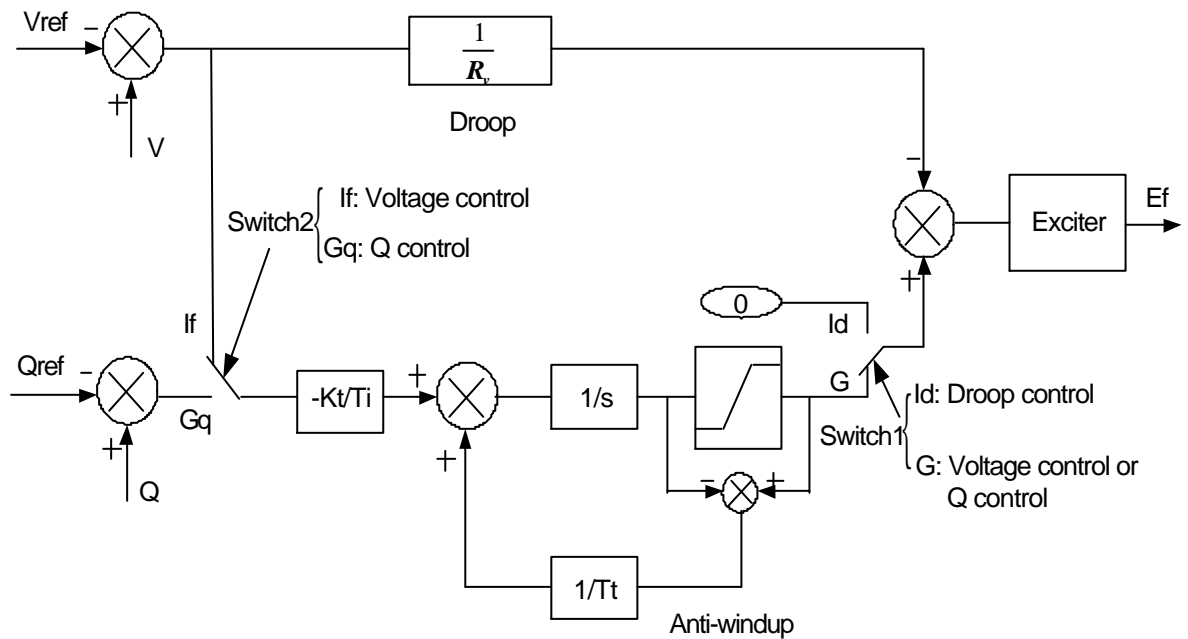 Vref
−
+
V
1
R_v
Droop
−
Switch2
If: Voltage control
Gq: Q control
Exciter
Ef
+
0
Id
If
Qref
−
+
Q
Gq
-Kt/Ti
+
+
1/s
G
Switch1
Id: Droop control
G: Voltage control or
Q control
−
+
1/Tt
Anti-windup